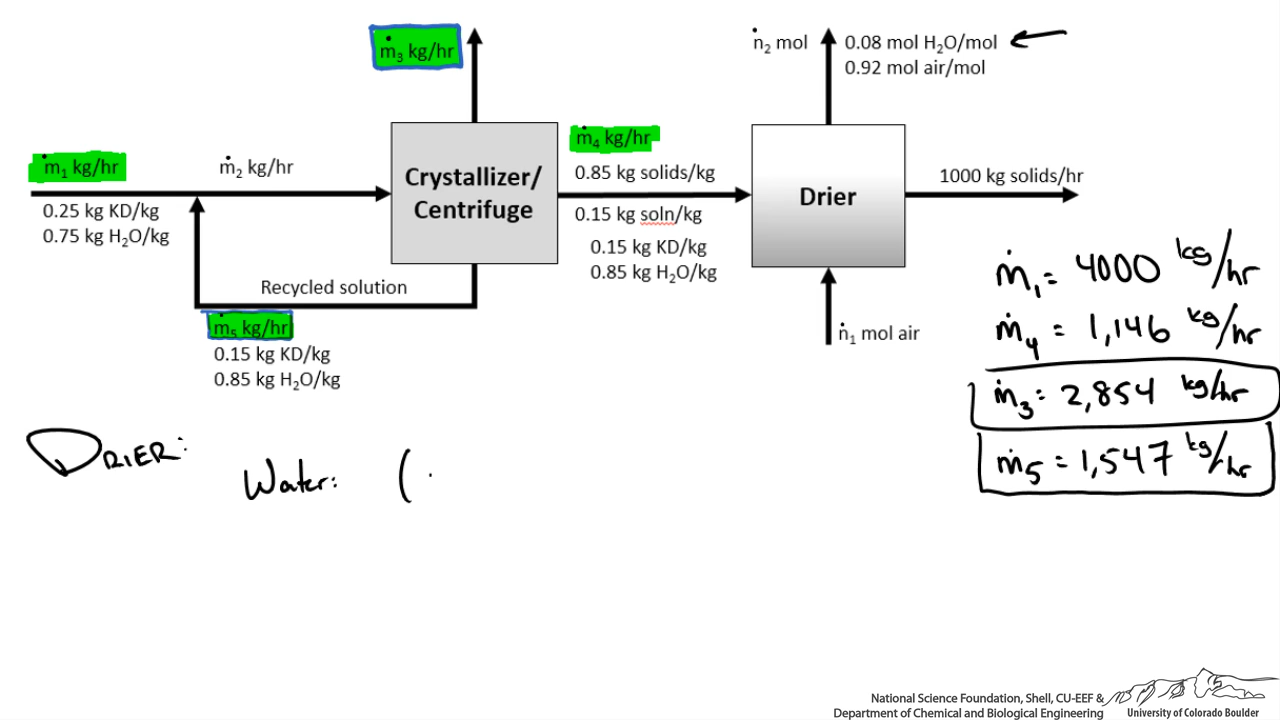 ṁ₃ kg/hr
ṅ₂ mol
0.08 mol H₂O/mol
0.92 mol air/mol
ṁ₁ kg/hr
ṁ₂ kg/hr
0.25 kg KD/kg
0.75 kg H₂O/kg
Crystallizer/
Centrifuge
ṁ₄ kg/hr
0.85 kg solids/kg
0.15 kg soln/kg
0.15 kg KD/kg
0.85 kg H₂O/kg
Drier
1000 kg solids/hr
Recycled solution
ṁ₅ kg/hr
0.15 kg KD/kg
0.85 kg H₂O/kg
ṅ₁ mol air
ṁ₁ = 4000 kg/hr
ṁ₄ = 1,146 kg/hr
ṁ₃ = 2,854 kg/hr
ṁ₅ = 1,547 kg/hr
DRIER:
Water: (
National Science Foundation, Shell, CU-EEF &
Department of Chemical and Biological Engineering
University of Colorado Boulder